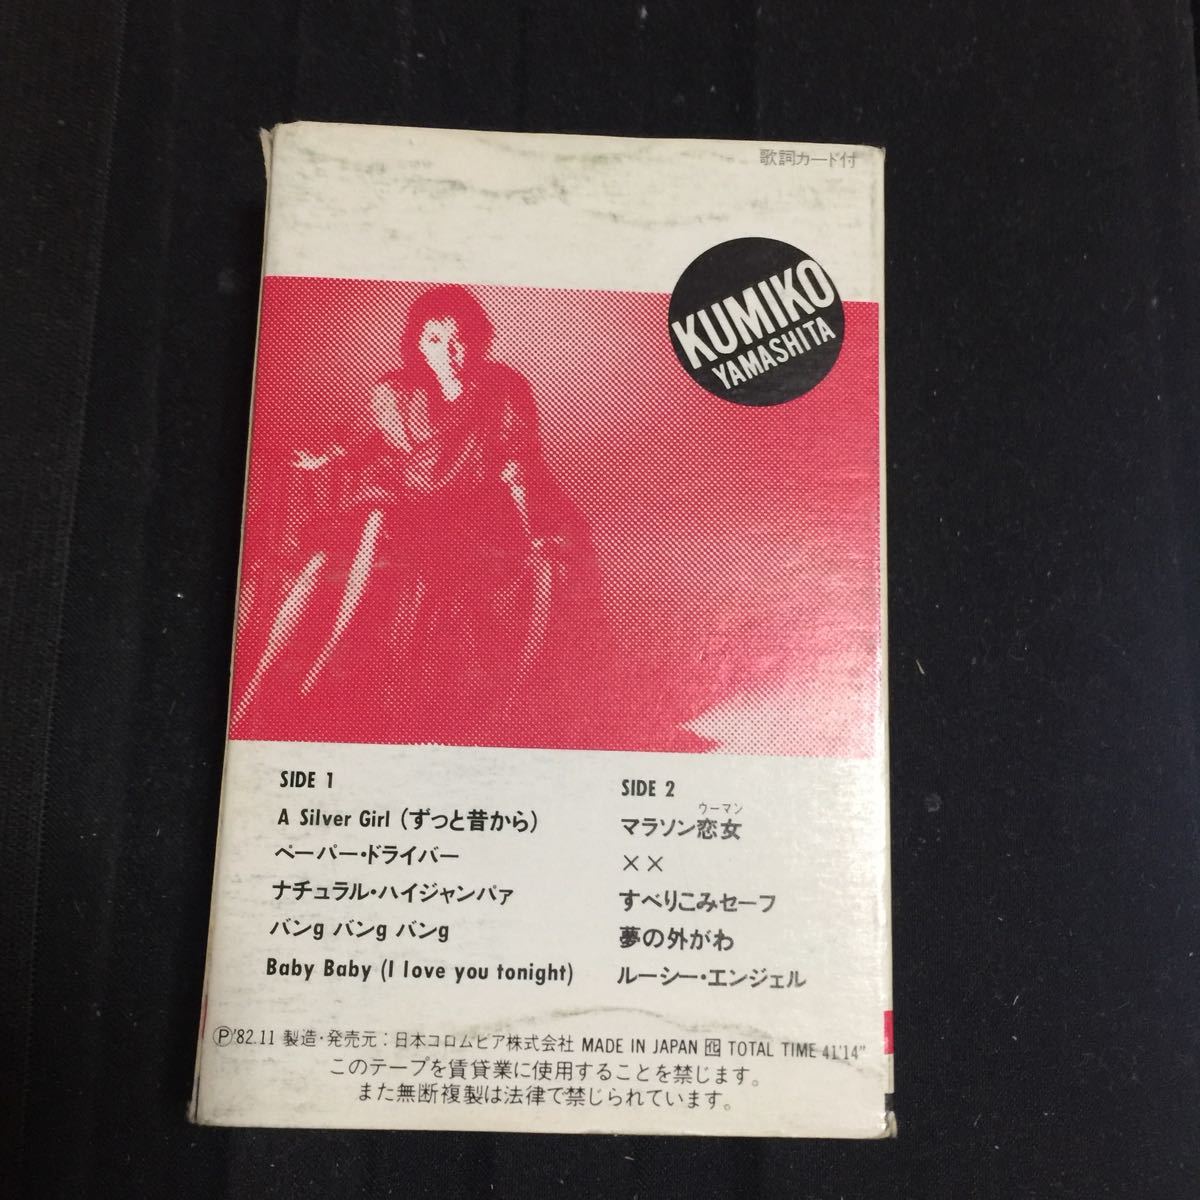 歌詞カード付
KUMIKO
YAMASHITA
SIDE 1
A Silver Girl (ずっと昔から)
ペーパー・ドライバー
ナチュラル・ハイジャンパァ
バンg バンg バンg
Baby Baby (I love you tonight)
SIDE 2
ウーマン
マラソン恋女
××
すべりこみセーフ
夢の外がわ
ルーシー・エンジェル
Ⓟ'82.11 製造・発売元：日本コロムビア株式会社 MADE IN JAPAN TOTAL TIME 41'14"
このテープを賃貸業に使用することを禁じます。
また無断複製は法律で禁じられています。